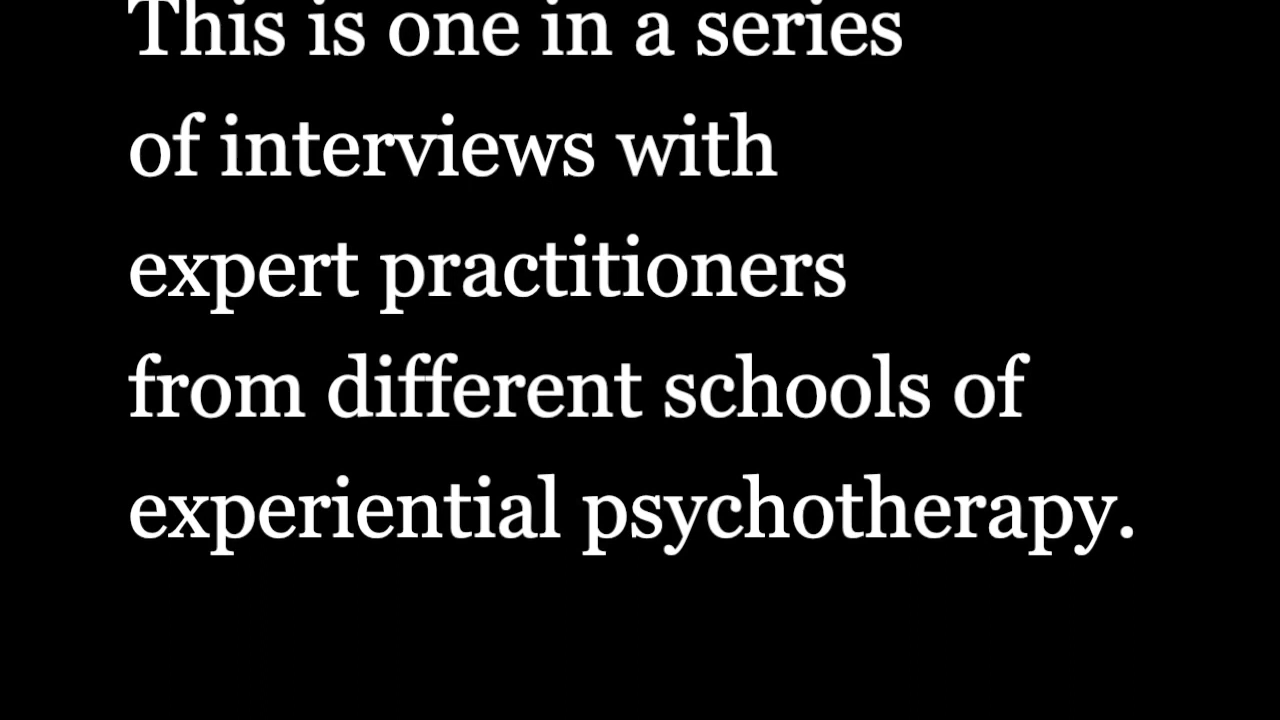 This is one in a series
of interviews with
expert practitioners
from different schools of
experiential psychotherapy.